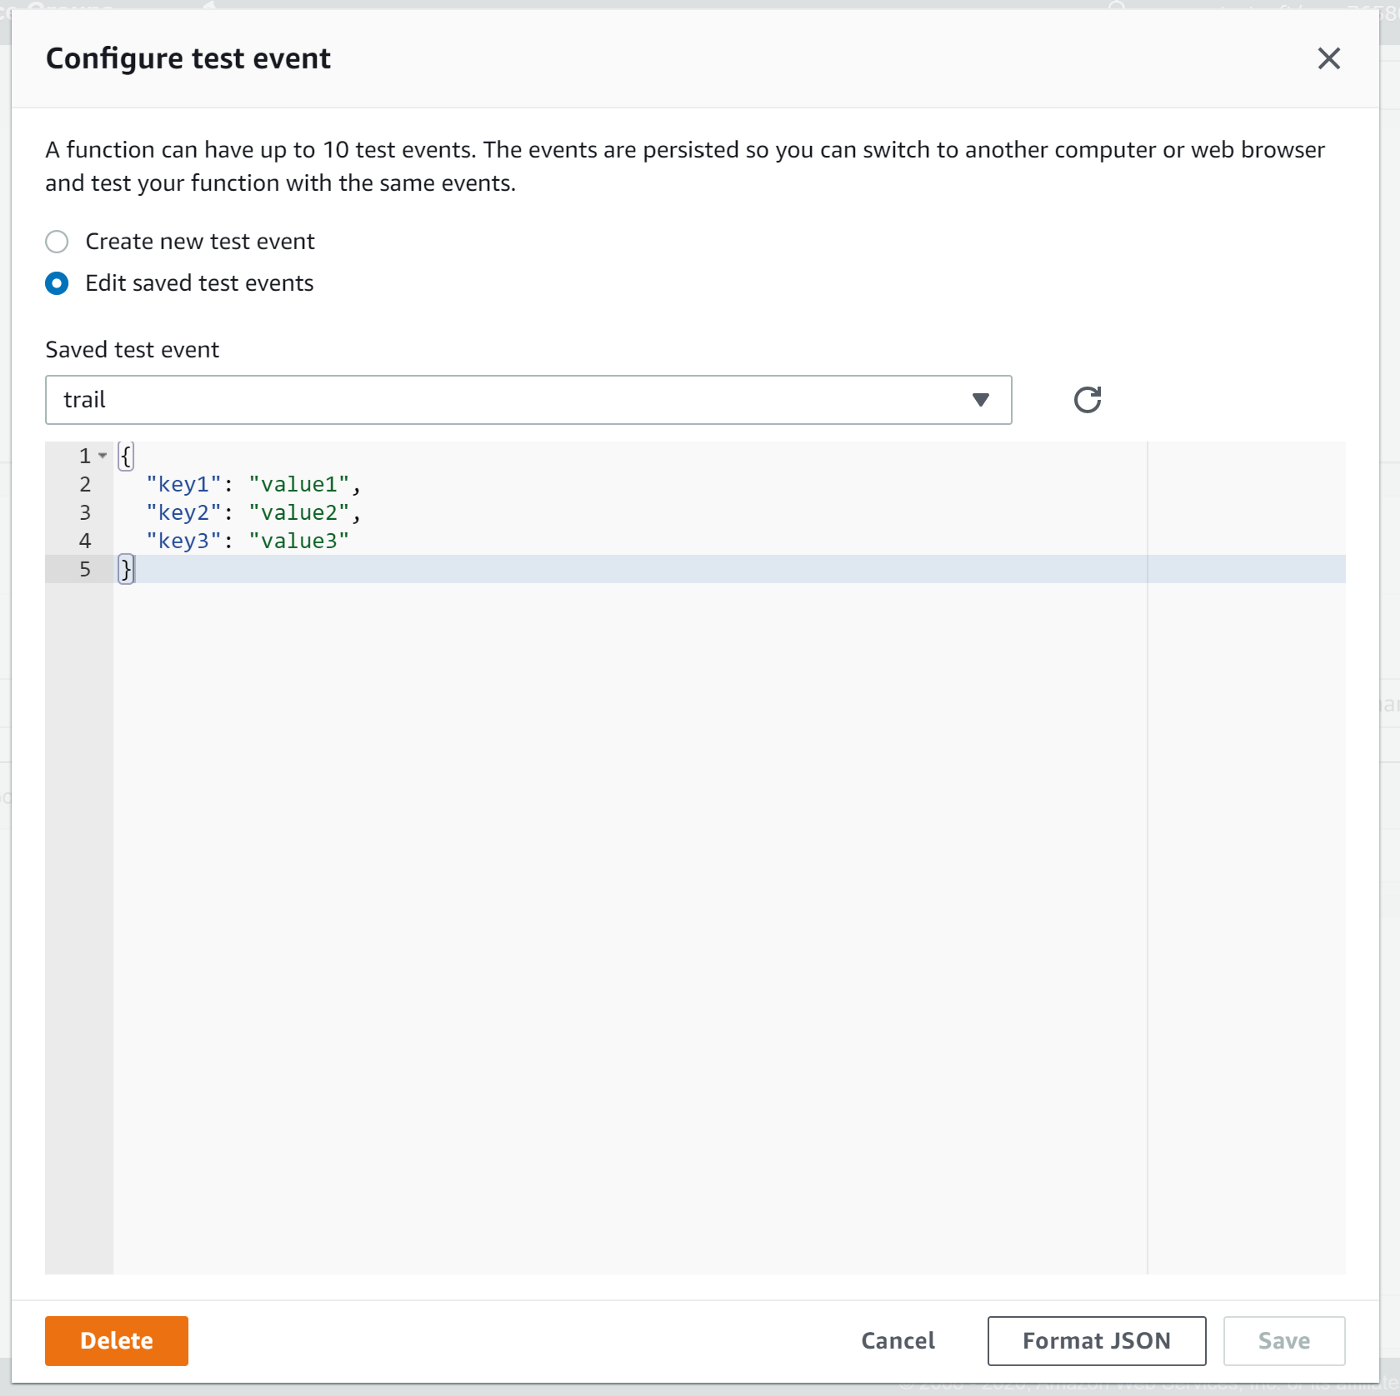 Configure test event
A function can have up to 10 test events. The events are persisted so you can switch to another computer or web browser
and test your function with the same events.
Create new test event
Edit saved test events
Saved test event
trail
1 {
2 "key1": "value1",
3 "key2": "value2",
4 "key3": "value3"
5 }
Delete Cancel Format JSON Save